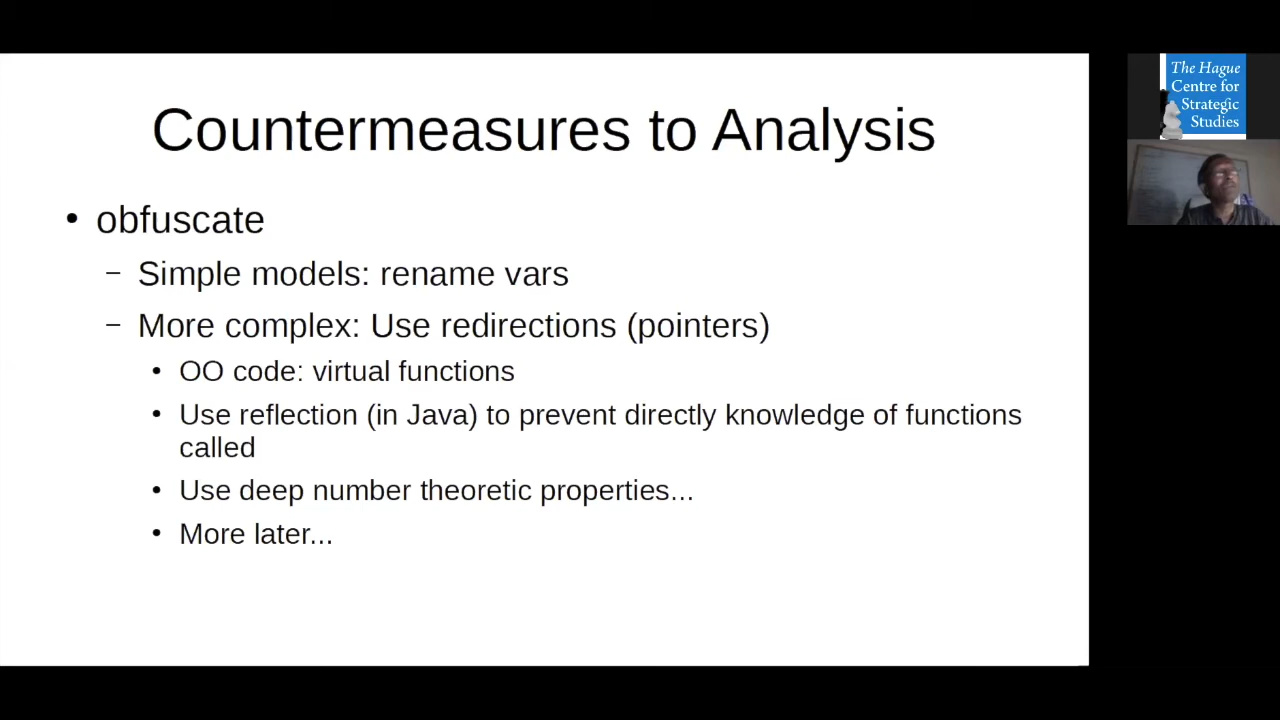 Countermeasures to Analysis
• obfuscate
– Simple models: rename vars
– More complex: Use redirections (pointers)
• OO code: virtual functions
• Use reflection (in Java) to prevent directly knowledge of functions
called
• Use deep number theoretic properties...
• More later...
The Hague
Centre for
Strategic
Studies